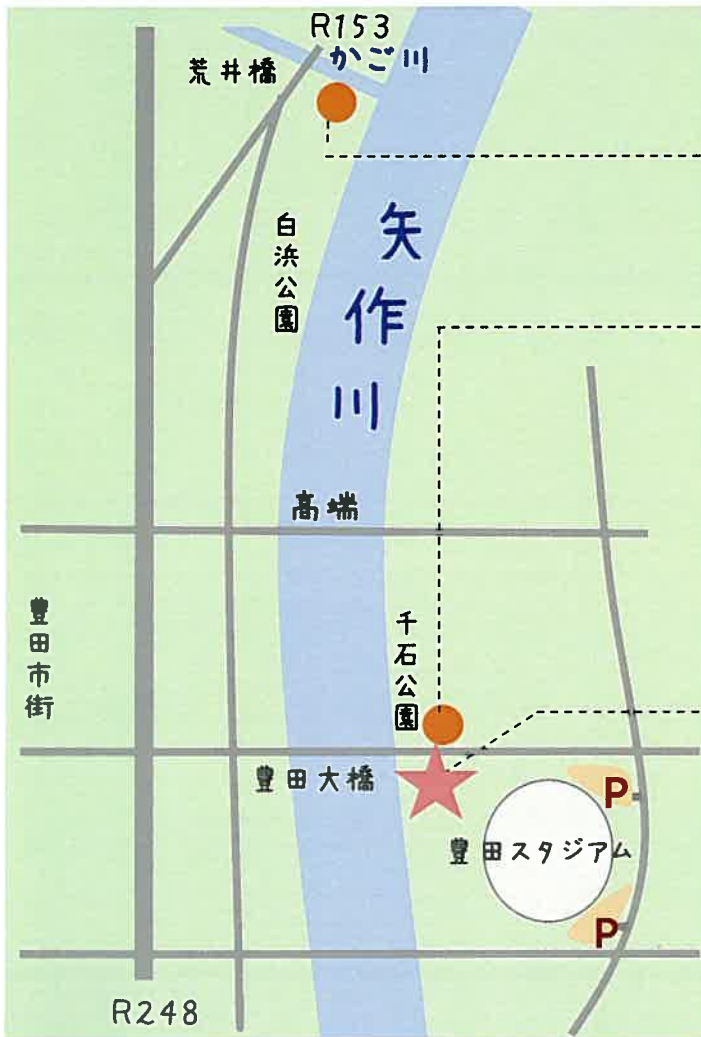 R153
かご川
荒井橋
白浜公園
矢作川
高端
豊田市街
千石公園
豊田大橋
P
豊田スタジアム
P
R248